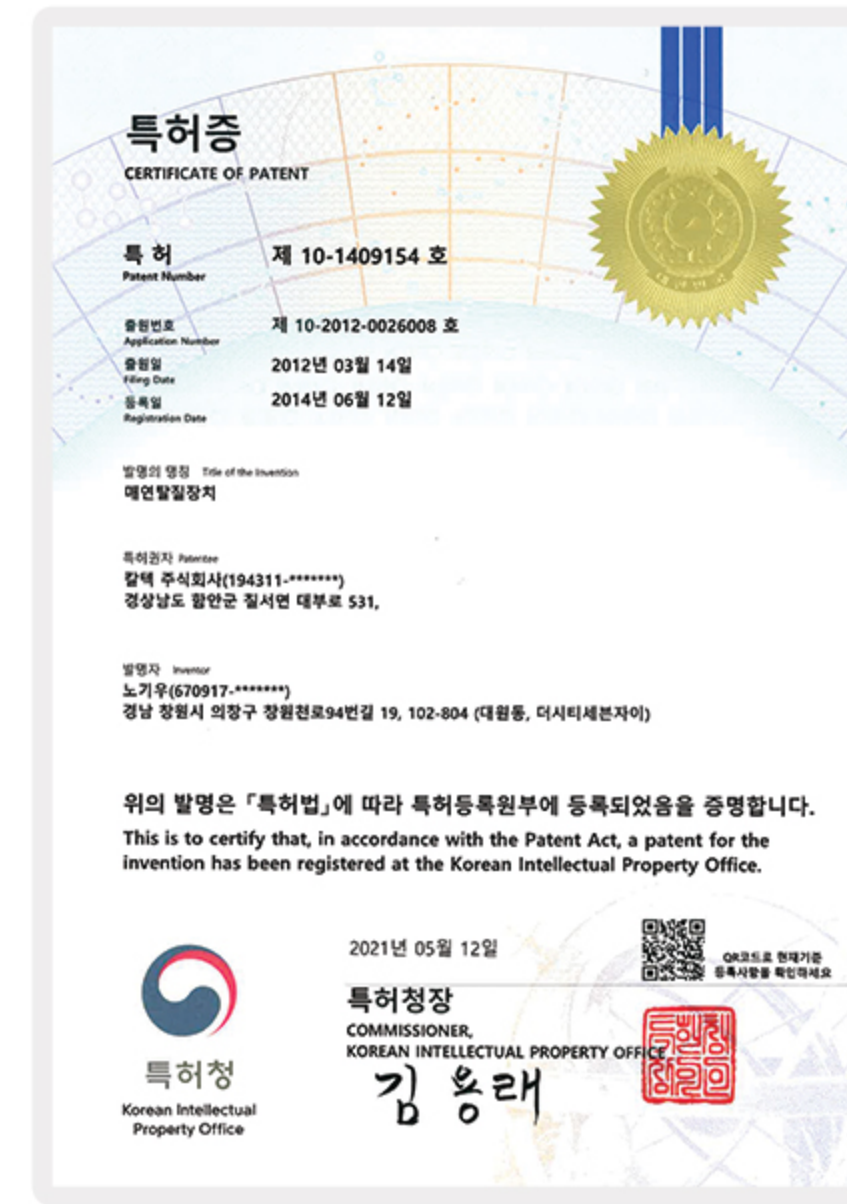 특허증
CERTIFICATE OF PATENT
특 허 제 10-1409154 호
Patent Number
출원번호 제 10-2012-0026008 호
Application Number
출원일 2012년 03월 14일
Filing Date
등록일 2014년 06월 12일
Registration Date
발명의 명칭 Title of the Invention
매연탈질장치
특허권자 Patentee
칼텍 주식회사(194311-*******)
경상남도 함안군 칠서면 대부로 531,
발명자 Inventor
노기우(670917-*******)
경남 창원시 의창구 창원천로94번길 19, 102-804 (대원동, 더시티세븐자이)
위의 발명은 「특허법」에 따라 특허등록원부에 등록되었음을 증명합니다.
This is to certify that, in accordance with the Patent Act, a patent for the
invention has been registered at the Korean Intellectual Property Office.
2021년 05월 12일
QR코드로 현재기준
등록사항을 확인하세요
특허청장
COMMISSIONER,
KOREAN INTELLECTUAL PROPERTY OFFICE
김용래
특허청
Korean Intellectual
Property Office